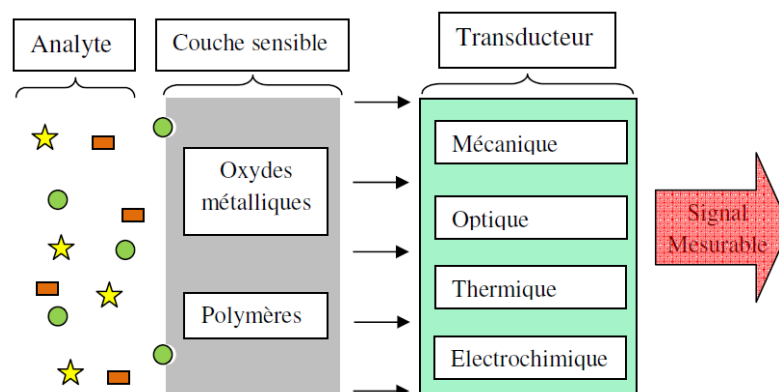 Analyte
Couche sensible
Transducteur
Oxydes
métalliques
Polymères
Mécanique
Optique
Thermique
Electrochimique
Signal
Mesurable